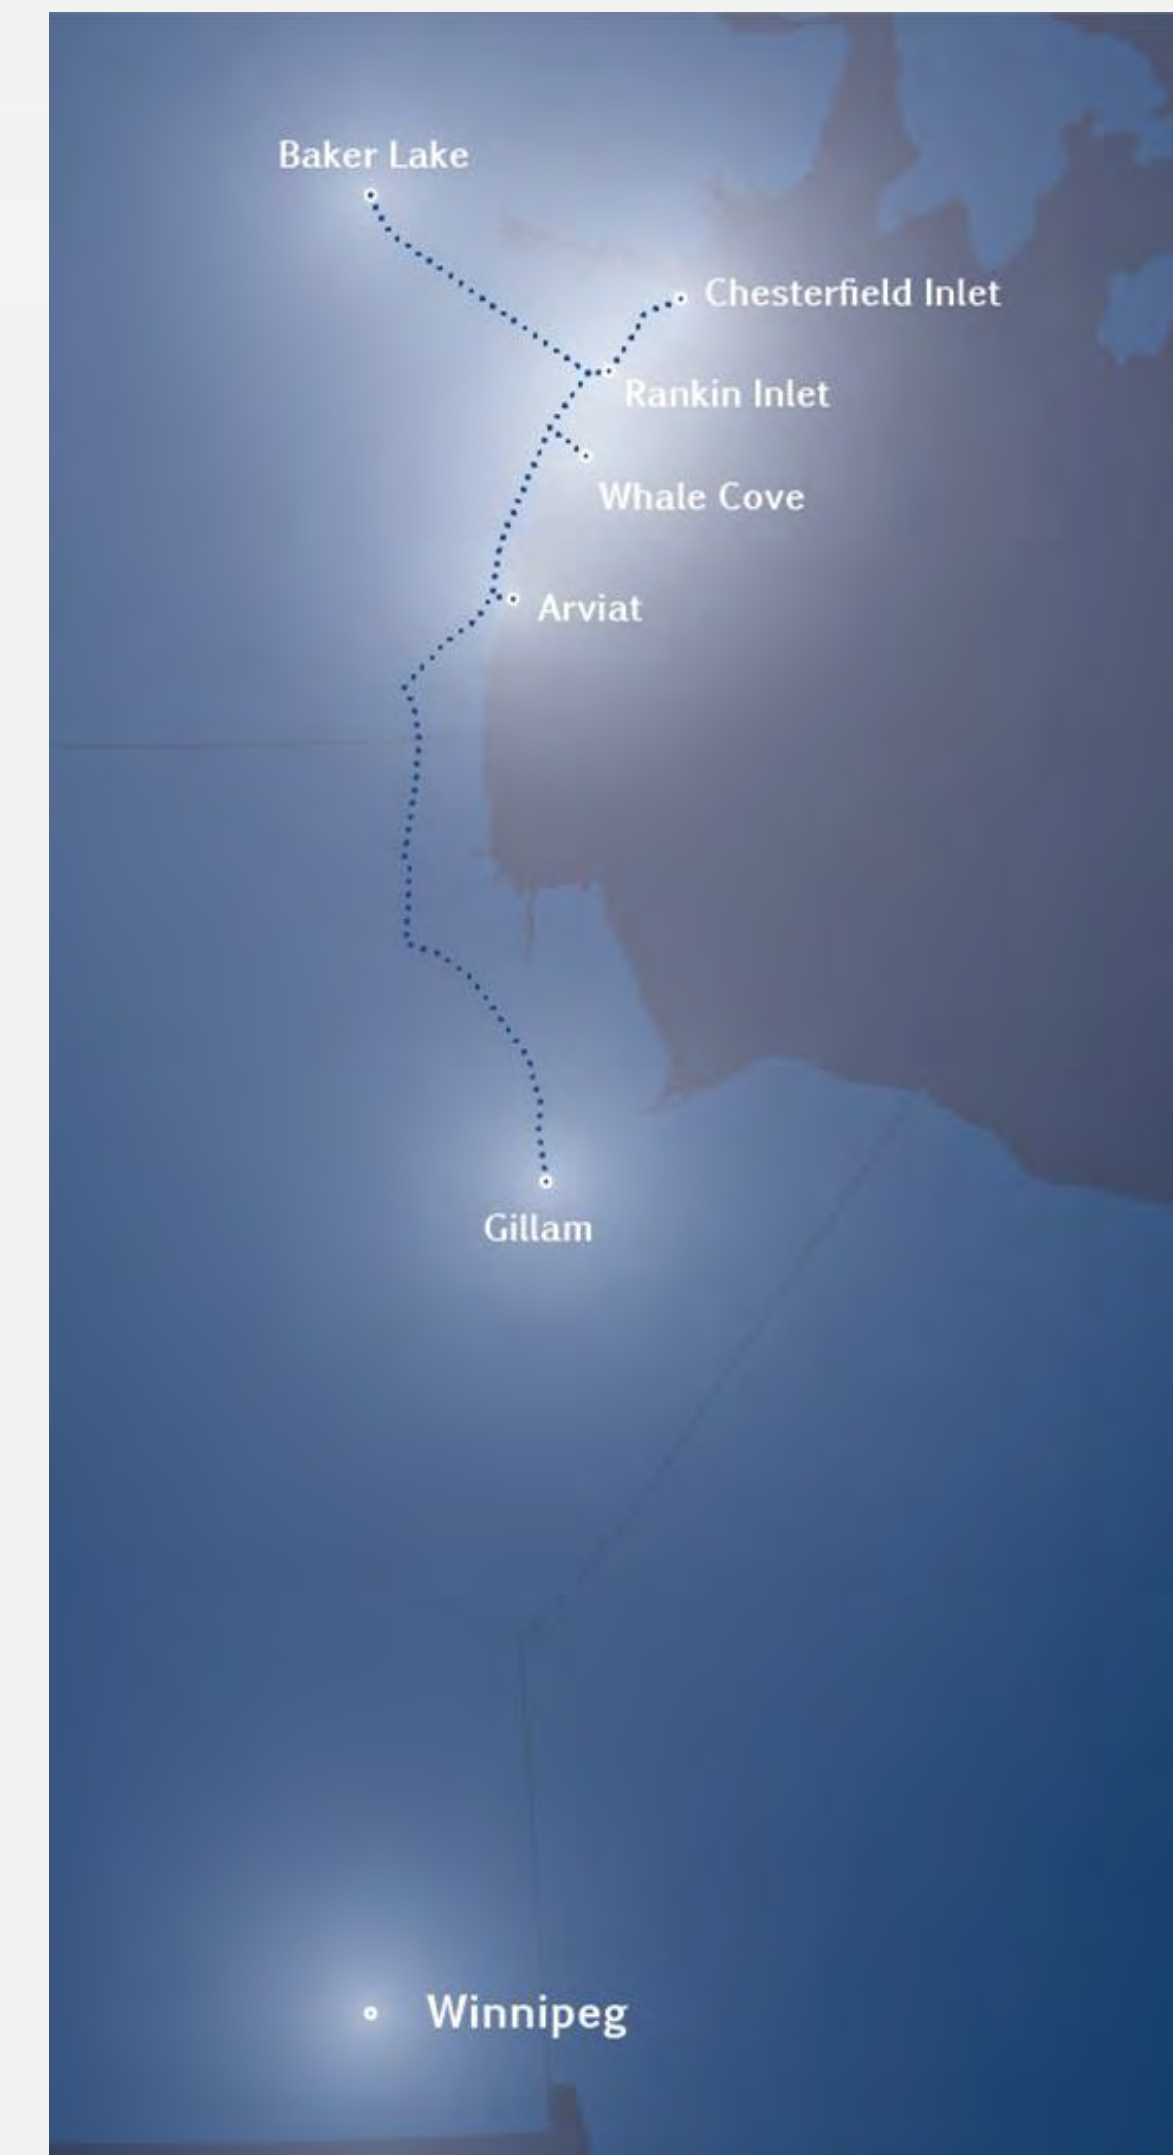 Baker Lake
Chesterfield Inlet
Rankin Inlet
Whale Cove
Arviat
Gillam
Winnipeg